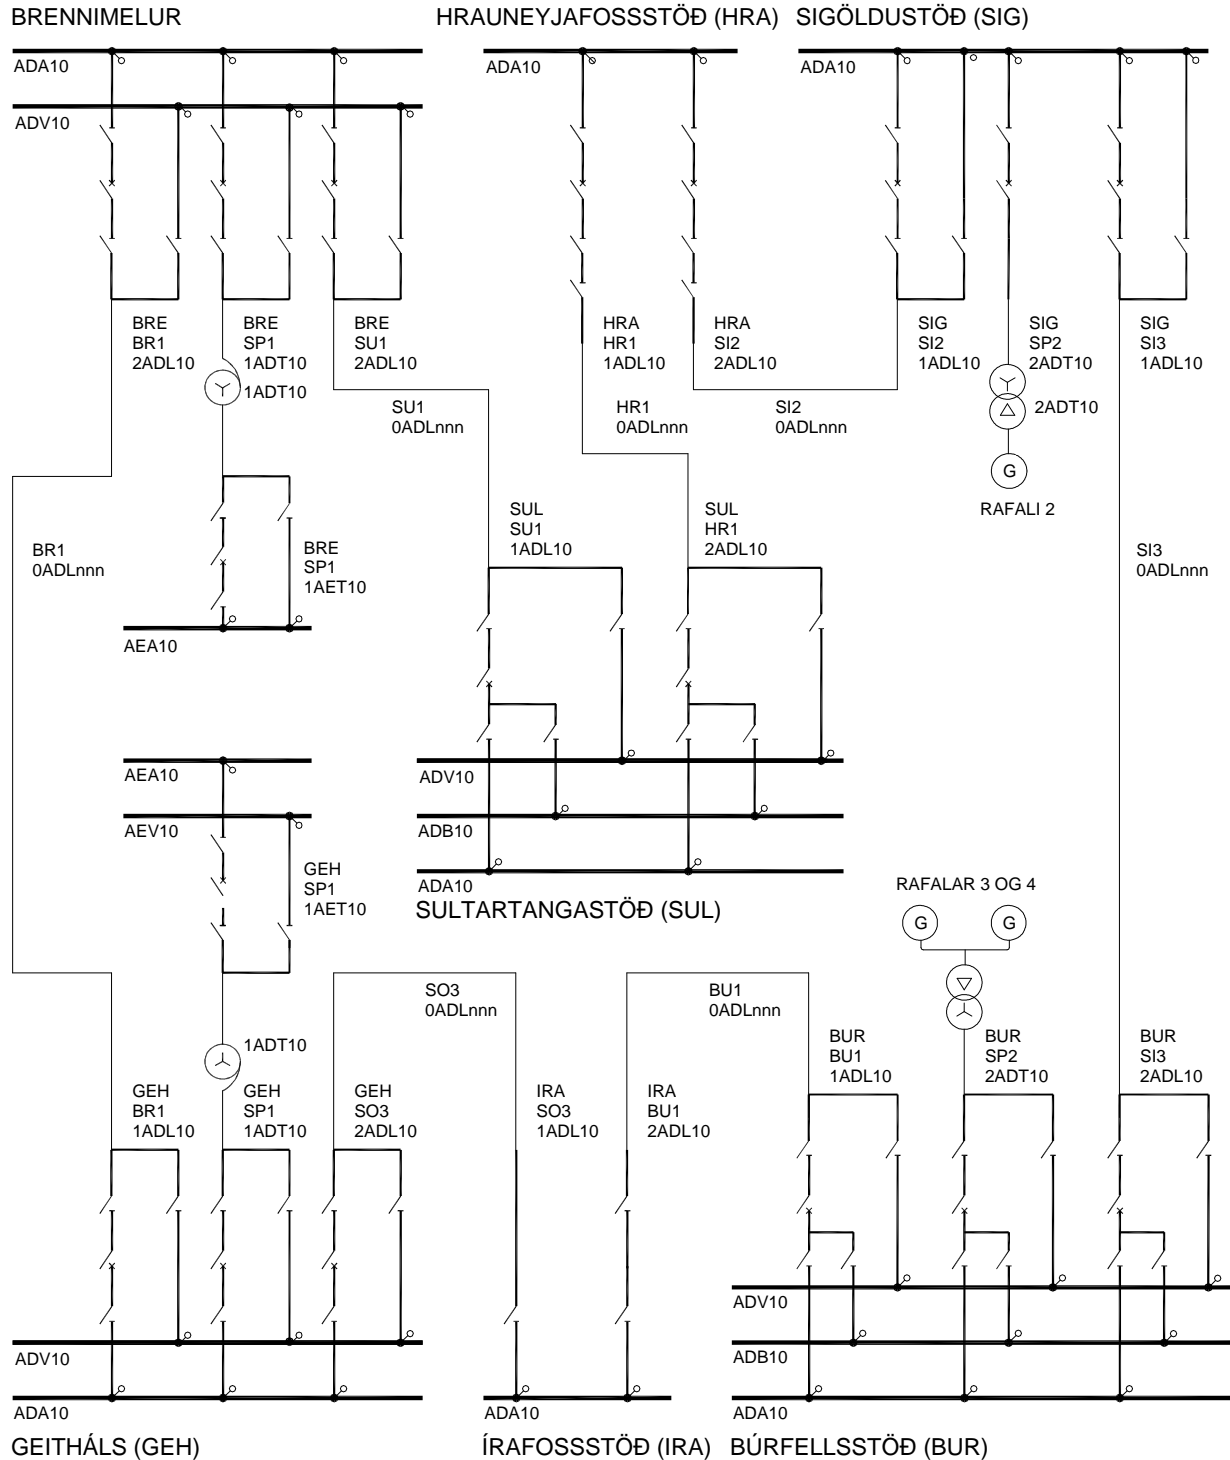 BRENNIMELUR
HRAUNEYJAFOSSSTÖÐ (HRA)
SIGÖLDUSTÖÐ (SIG)
ADA10
ADA10
ADA10
ADV10
BRE
BR1
2ADL10
BRE
SP1
1ADT10
1ADT10
BRE
SU1
2ADL10
HRA
HR1
1ADL10
HRA
SI2
2ADL10
SIG
SI2
1ADL10
SIG
SP2
2ADT10
2ADT10
SIG
SI3
1ADL10
SU1
0ADLnnn
HR1
0ADLnnn
SI2
0ADLnnn
G
RAFALI 2
SUL
SU1
1ADL10
SUL
HR1
2ADL10
BR1
0ADLnnn
BRE
SP1
1AET10
SI3
0ADLnnn
AEA10
AEA10
AEV10
GEH
SP1
1AET10
ADV10
ADB10
ADA10
SULTARTANGASTÖÐ (SUL)
RAFALAR 3 OG 4
G
G
SO3
0ADLnnn
BU1
0ADLnnn
1ADT10
GEH
BR1
1ADL10
GEH
SP1
1ADT10
GEH
SO3
2ADL10
IRA
SO3
1ADL10
IRA
BU1
2ADL10
BUR
BU1
1ADL10
BUR
SP2
2ADT10
BUR
SI3
2ADL10
ADV10
ADV10
ADB10
ADA10
ADA10
ADA10
GEITHÁLS (GEH)
ÍRAFOSSSTÖÐ (IRA)
BÚRFELLSSTÖÐ (BUR)